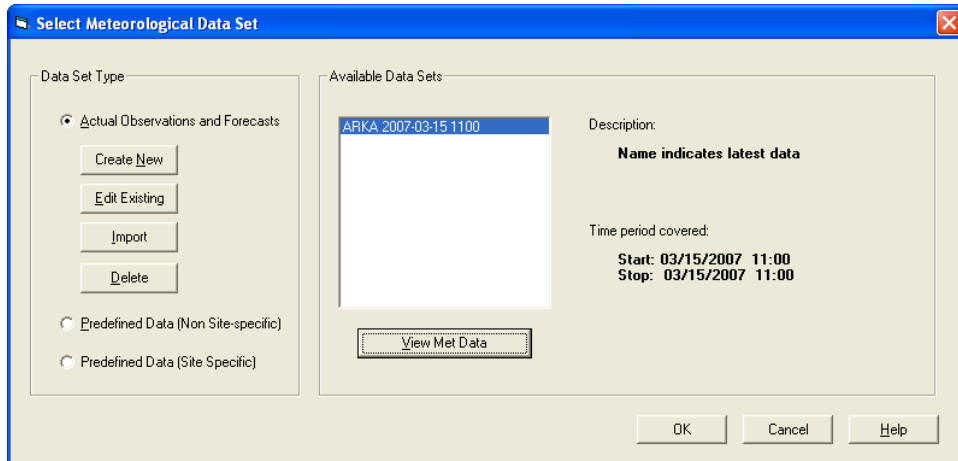 Select Meteorological Data Set
Data Set Type
Actual Observations and Forecasts
Create New
Edit Existing
Import
Delete
Predefined Data (Non Site-specific)
Predefined Data (Site Specific)
Available Data Sets
ARKA 2007-03-15 1100
View Met Data
Description:
Name indicates latest data
Time period covered:
Start: 03/15/2007 11:00
Stop: 03/15/2007 11:00
OK
Cancel
Help